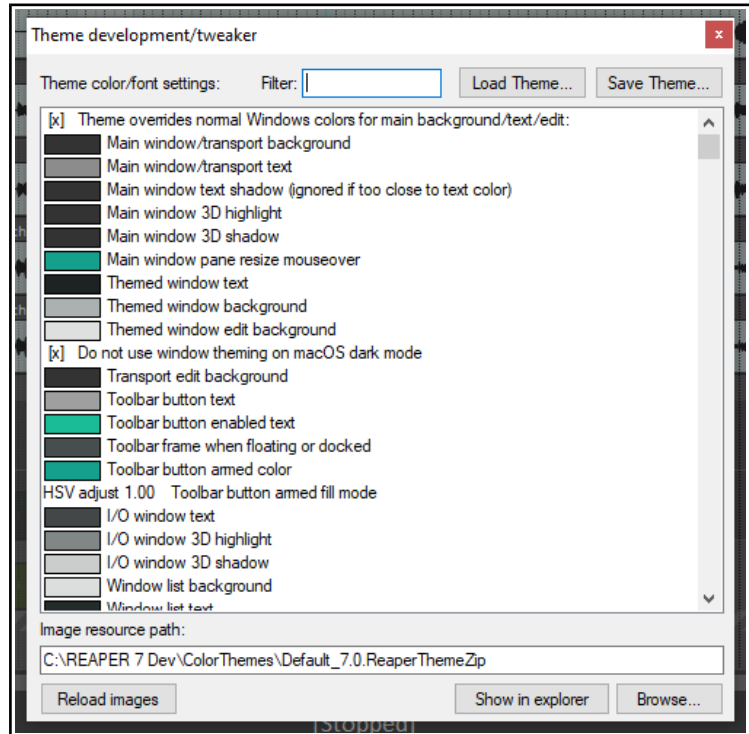 Theme development/tweaker x
Theme color/font settings: Filter: Load Theme... Save Theme...
[x] Theme overrides normal Windows colors for main background/text/edit:
Main window/transport background
Main window/transport text
Main window text shadow (ignored if too close to text color)
Main window 3D highlight
Main window 3D shadow
Main window pane resize mouseover
Themed window text
Themed window background
Themed window edit background
[x] Do not use window theming on macOS dark mode
Transport edit background
Toolbar button text
Toolbar button enabled text
Toolbar frame when floating or docked
Toolbar button armed color
HSV adjust 1.00 Toolbar button armed fill mode
I/O window text
I/O window 3D highlight
I/O window 3D shadow
Window list background
Window list text
Image resource path:
C:\REAPER 7 Dev\ColorThemes\Default_7.0.ReaperThemeZip
Reload images Show in explorer Browse...
[Stopped]